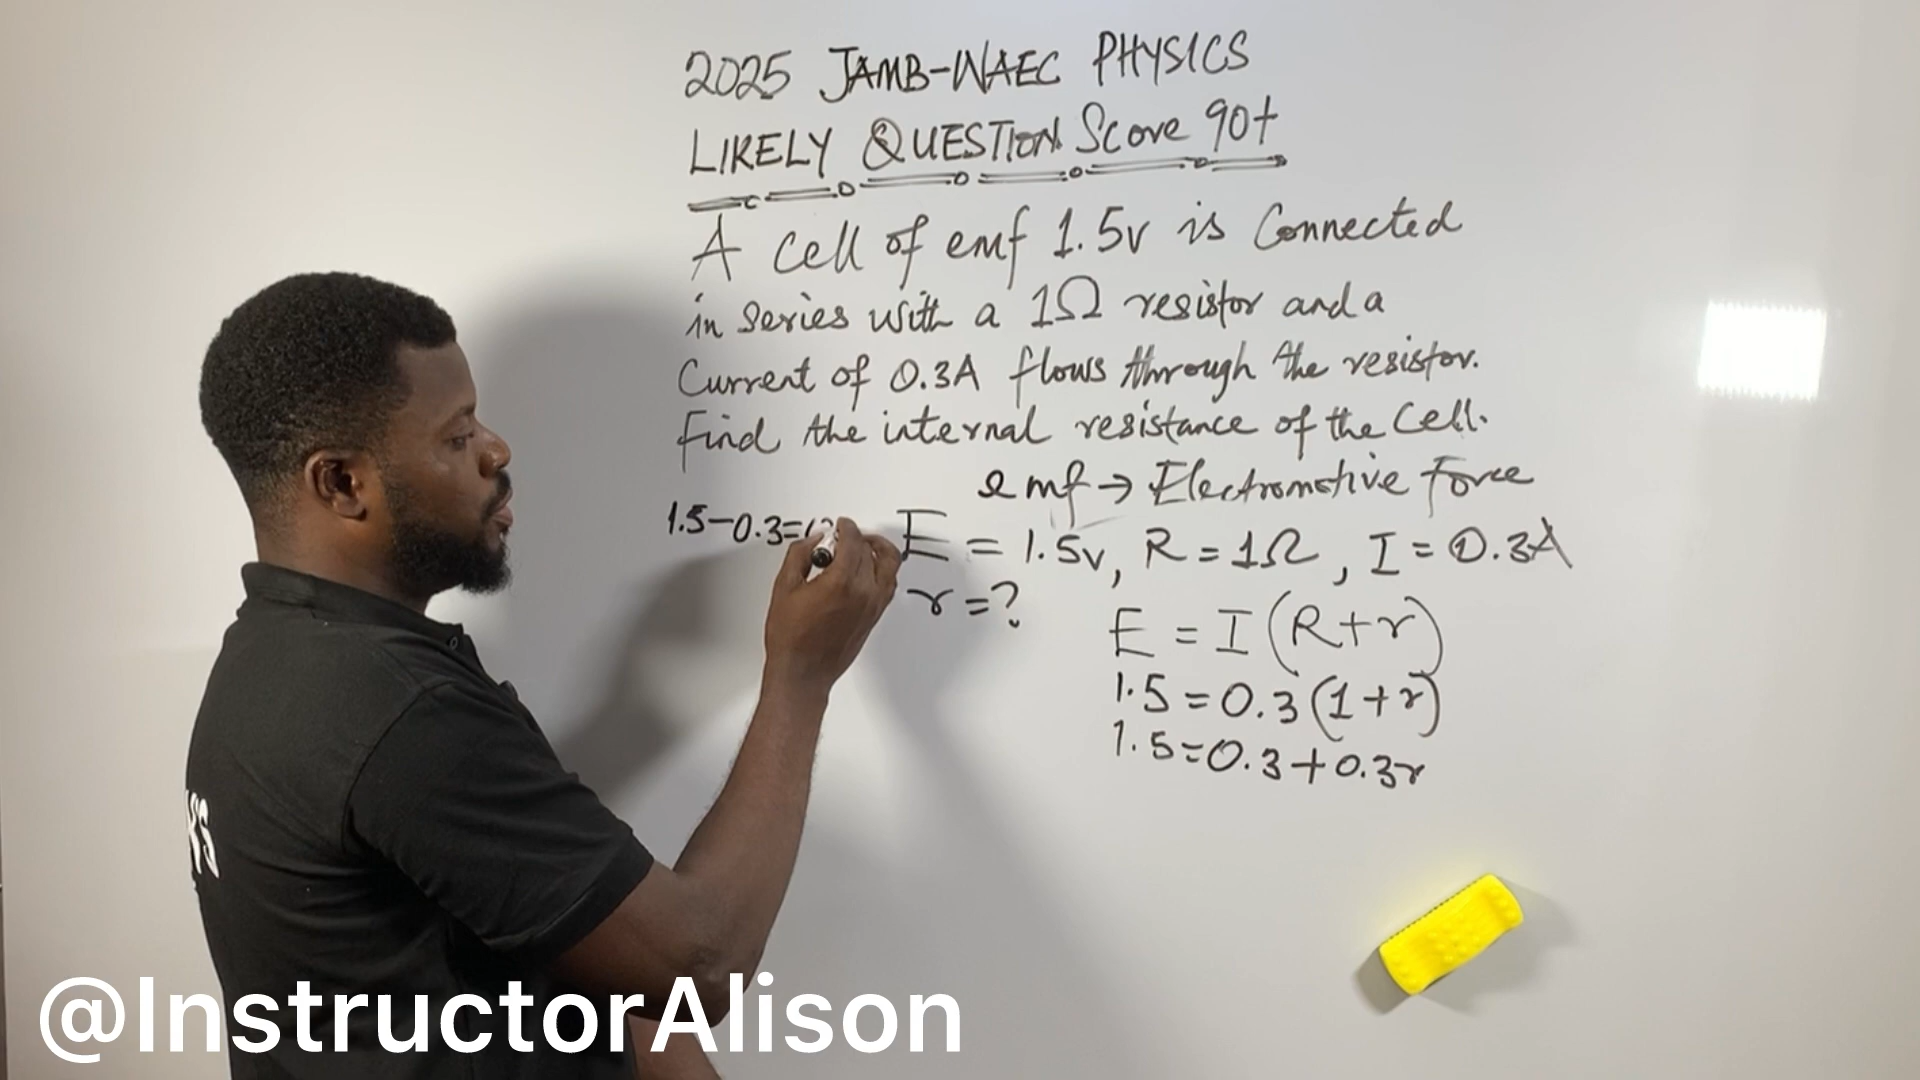 2025 JAMB-WAEC PHYSICS
LIKELY QUESTION Score 90+
A Cell of emf 1.5v is Connected
in series with a 1Ω resistor and a
Current of 0.3A flows through the resistor.
Find the internal resistance of the Cell.
emf → Electromotive Force
1.5-0.3=
E = 1.5v, R = 1Ω, I = 0.3A
r = ?
E = I(R+r)
1.5 = 0.3(1+r)
1.5=0.3+0.3r
@InstructorAlison